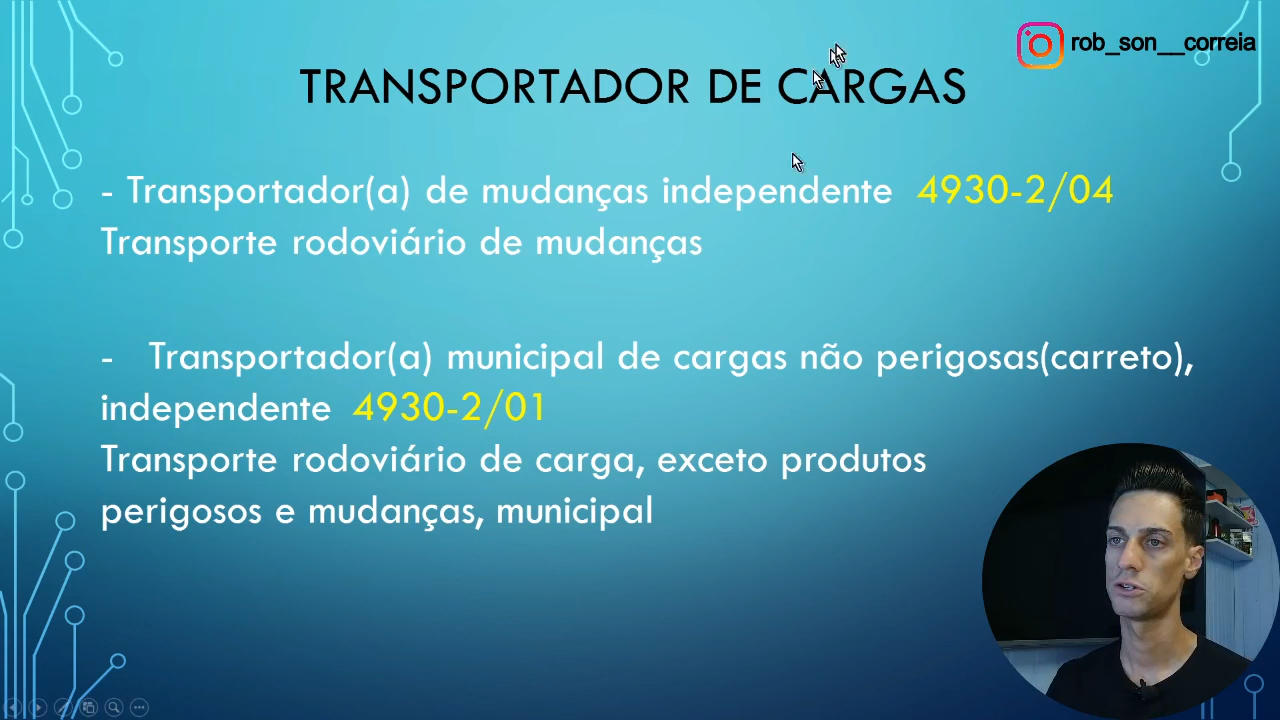 rob_son__correia
TRANSPORTADOR DE CARGAS
- Transportador(a) de mudanças independente 4930-2/04
Transporte rodoviário de mudanças
- Transportador(a) municipal de cargas não perigosas(carreto),
independente 4930-2/01
Transporte rodoviário de carga, exceto produtos
perigosos e mudanças, municipal